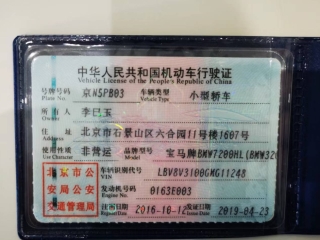 中华人民共和国机动车行驶证
Vehicle License of the People's Republic of China
号牌号码 京N5PB03 车辆类型 小型轿车
Plate No. Vehicle Type
所有人 李巳玉
Owner
住址 北京市石景山区六合园11号楼1607号
Address
使用性质 非营运 品牌型号 宝马牌BMW7200HL(BMW320
Use Character
北京市公安局公安交通管理局
车辆识别代号 LBV8V3100GMG11248
VIN
发动机号码 0163E003
Engine No.
注册日期 2016-10-12 发证日期 2019-04-23
Register Date Issue Date